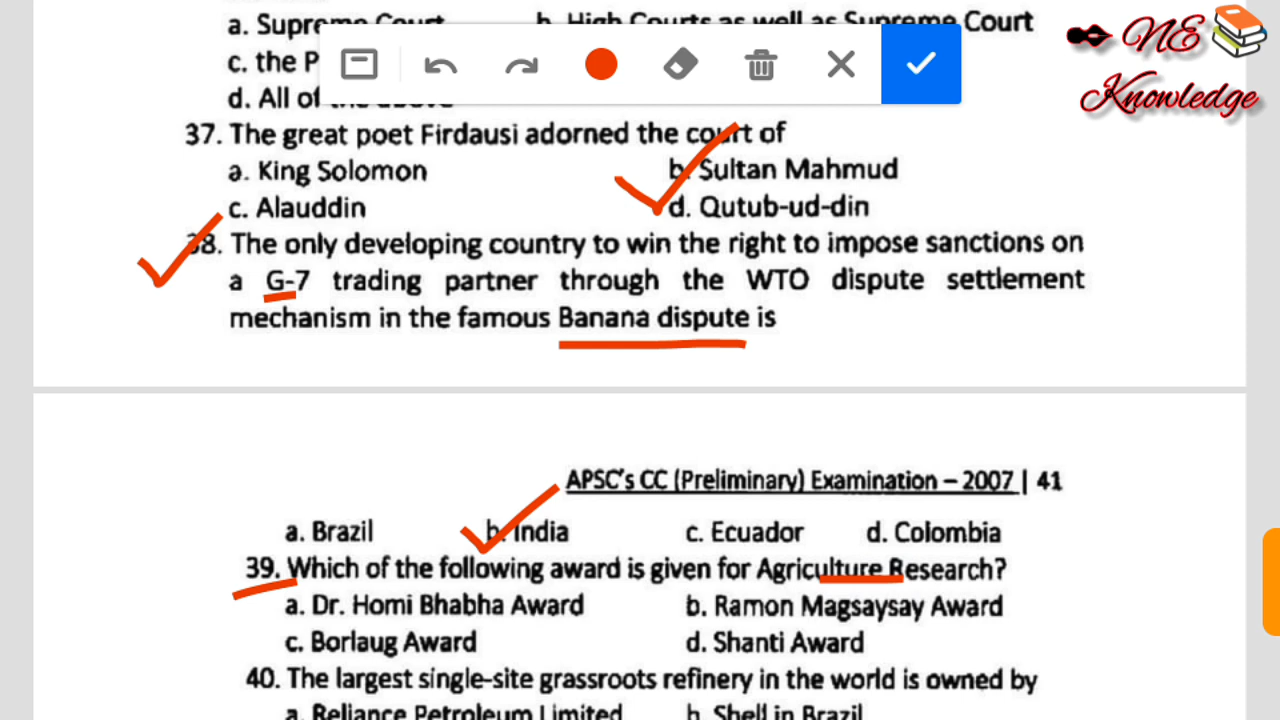 a. Supreme Court b. High Courts as well as Supreme Court
c. the P
d. All of the above
NE
Knowledge
37. The great poet Firdausi adorned the court of
a. King Solomon b. Sultan Mahmud
c. Alauddin d. Qutub-ud-din
38. The only developing country to win the right to impose sanctions on
a G-7 trading partner through the WTO dispute settlement
mechanism in the famous Banana dispute is
APSC's CC (Preliminary) Examination – 2007 | 41
a. Brazil b. India c. Ecuador d. Colombia
39. Which of the following award is given for Agriculture Research?
a. Dr. Homi Bhabha Award b. Ramon Magsaysay Award
c. Borlaug Award d. Shanti Award
40. The largest single-site grassroots refinery in the world is owned by
a. Reliance Petroleum Limited b. Shell in Brazil